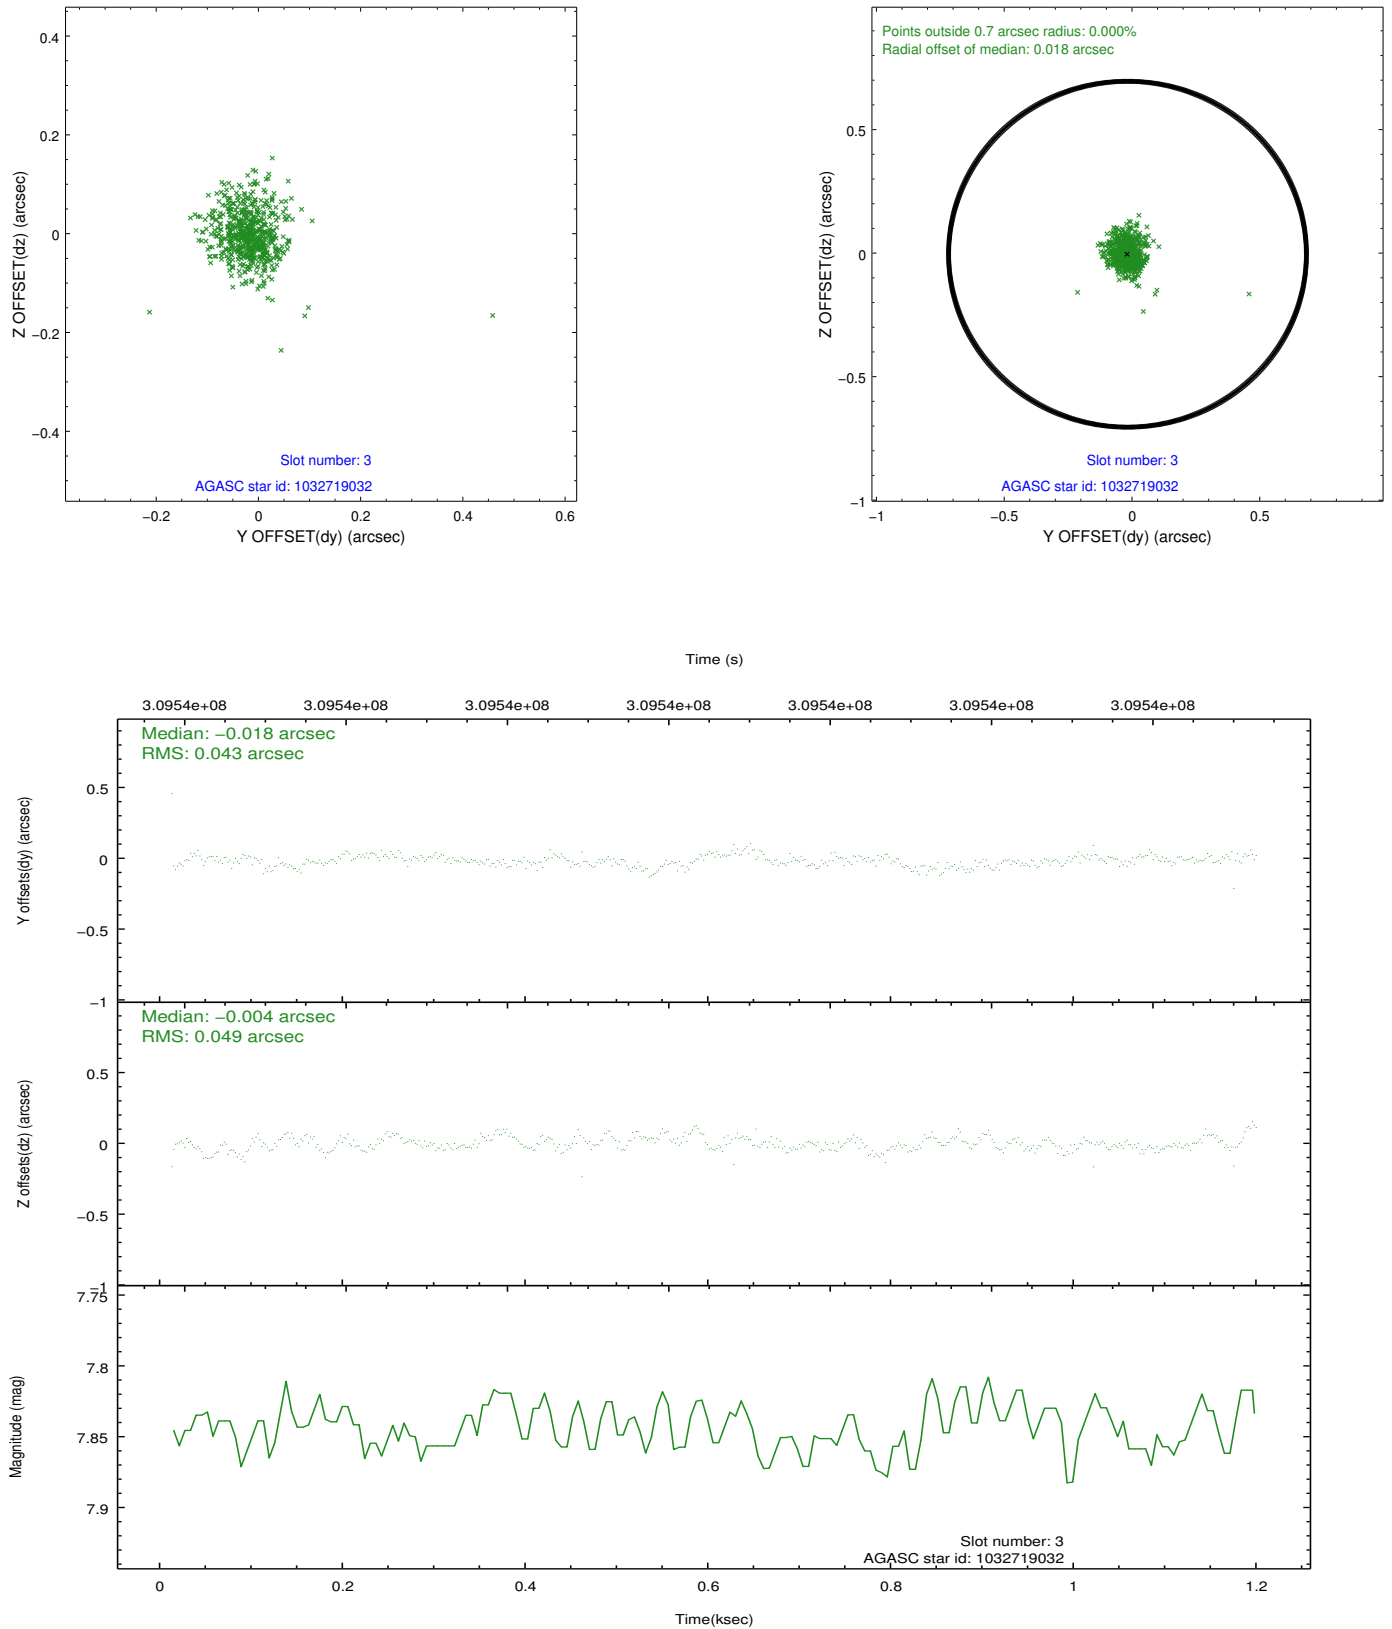 0.4
0.2
0
−0.2
−0.4
Z OFFSET(dz) (arcsec)
Slot number: 3
AGASC star id: 1032719032
−0.2 0 0.2 0.4 0.6
Y OFFSET(dy) (arcsec)
Points outside 0.7 arcsec radius: 0.000%
Radial offset of median: 0.018 arcsec
0.5
0
−0.5
−1
Z OFFSET(dz) (arcsec)
Slot number: 3
AGASC star id: 1032719032
−1 −0.5 0 0.5
Y OFFSET(dy) (arcsec)
Time (s)
3.0954e+08 3.0954e+08 3.0954e+08 3.0954e+08 3.0954e+08 3.0954e+08 3.0954e+08
Median: −0.018 arcsec
RMS: 0.043 arcsec
0.5
0
−0.5
−1
Y offsets(dy) (arcsec)
Median: −0.004 arcsec
RMS: 0.049 arcsec
0.5
0
−0.5
−1
Z offsets(dz) (arcsec)
7.75
7.8
7.85
7.9
Magnitude (mag)
Slot number: 3
AGASC star id: 1032719032
0 0.2 0.4 0.6 0.8 1 1.2
Time(ksec)